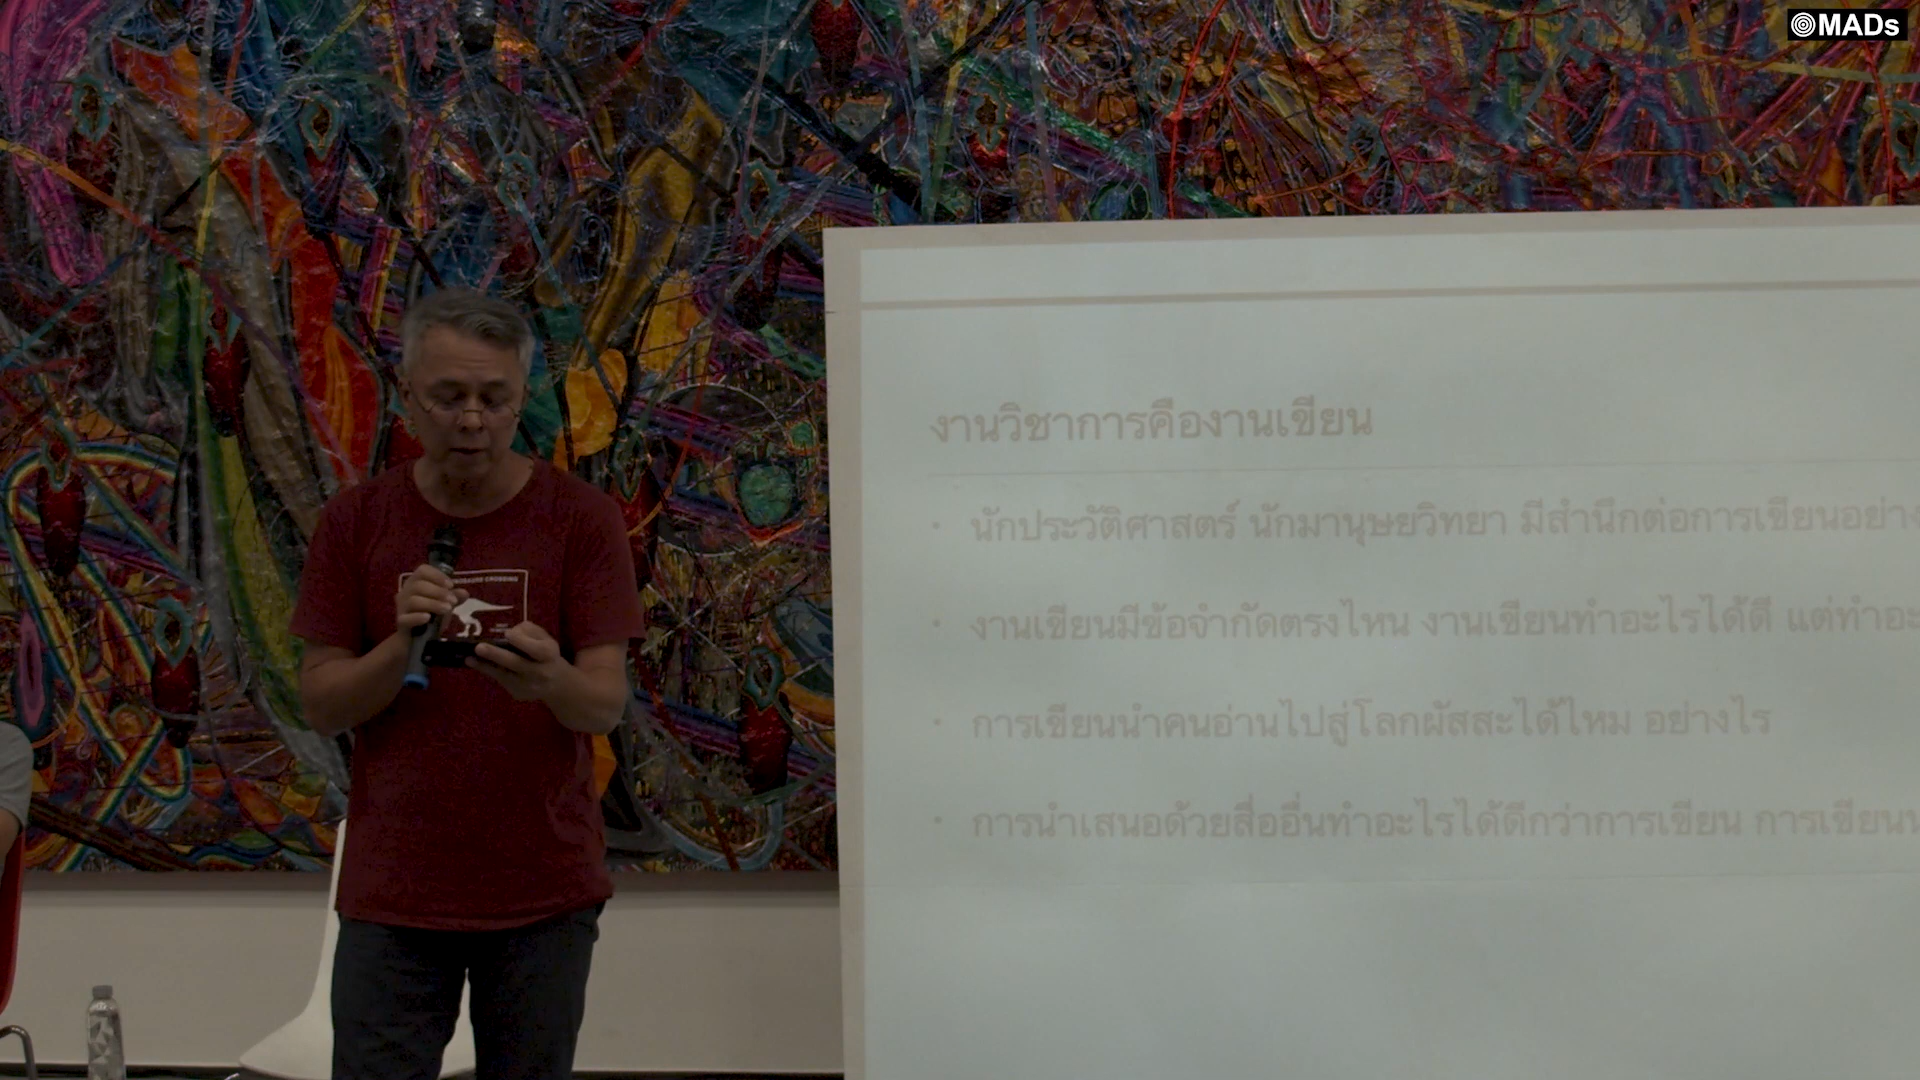 @MADs
งานวิชาการคืองานเขียน
• นักประวัติศาสตร์ นักมานุษยวิทยา มีสำนึกต่อการเขียนอย่าง
• งานเขียนมีข้อจำกัดตรงไหน งานเขียนทำอะไรได้ดี แต่ทำอะ
• การเขียนนำคนอ่านไปสู่โลกผัสสะได้ไหม อย่างไร
• การนำเสนอด้วยสื่ออื่นทำอะไรได้ดีกว่าการเขียน การเขียน
CROSSING